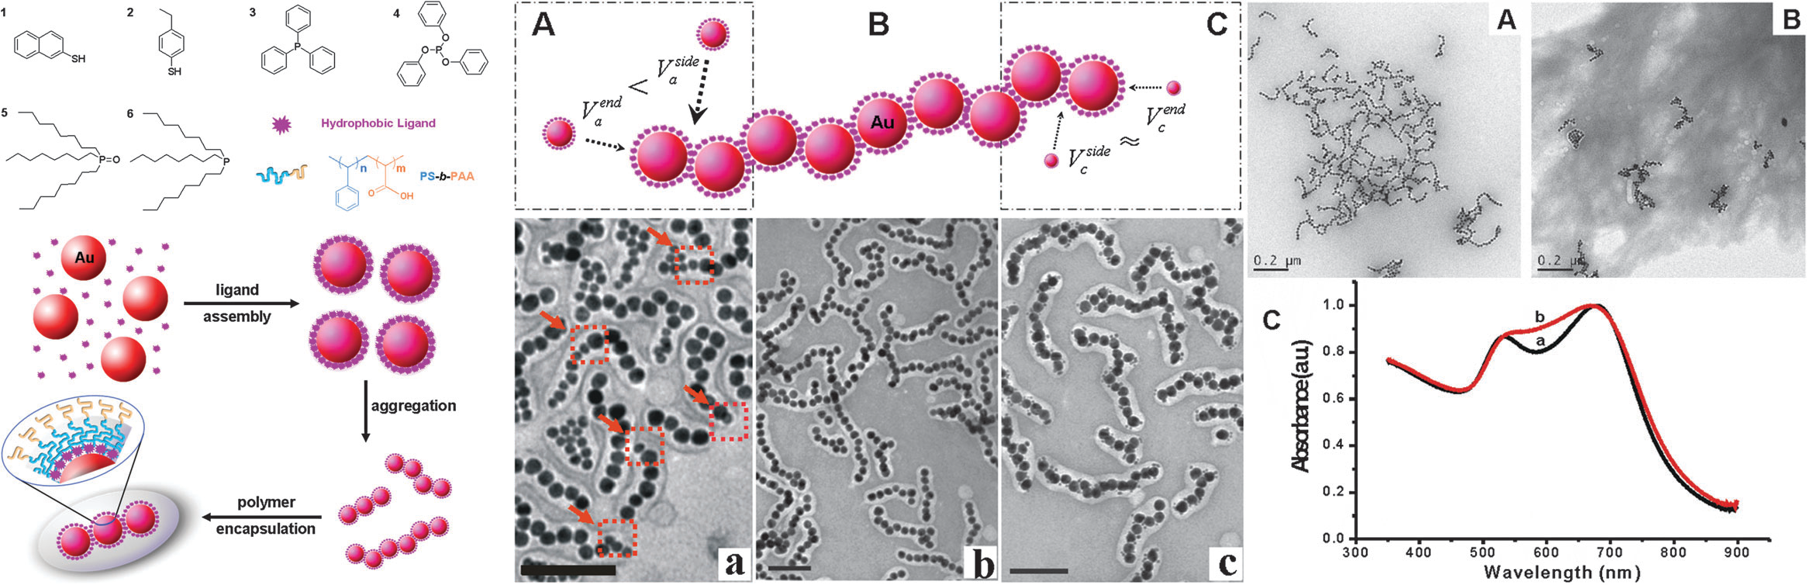 1
2
3
4
SH
SH
P
O
O
P
O
5
6
P=O
P
Hydrophobic Ligand
n
m
O
OH
PS-b-PAA
Au
ligand
assembly
aggregation
polymer
encapsulation
A
B
C
V_a^end < V_a^side
Au
V_c^side ≈ V_c^end
a
b
c
A
0.2 μm
B
0.2 μm
C
Absorbance(au)
1.0
0.8
0.6
0.4
0.2
0.0
b
a
300 400 500 600 700 800 900
Wavelength (nm)